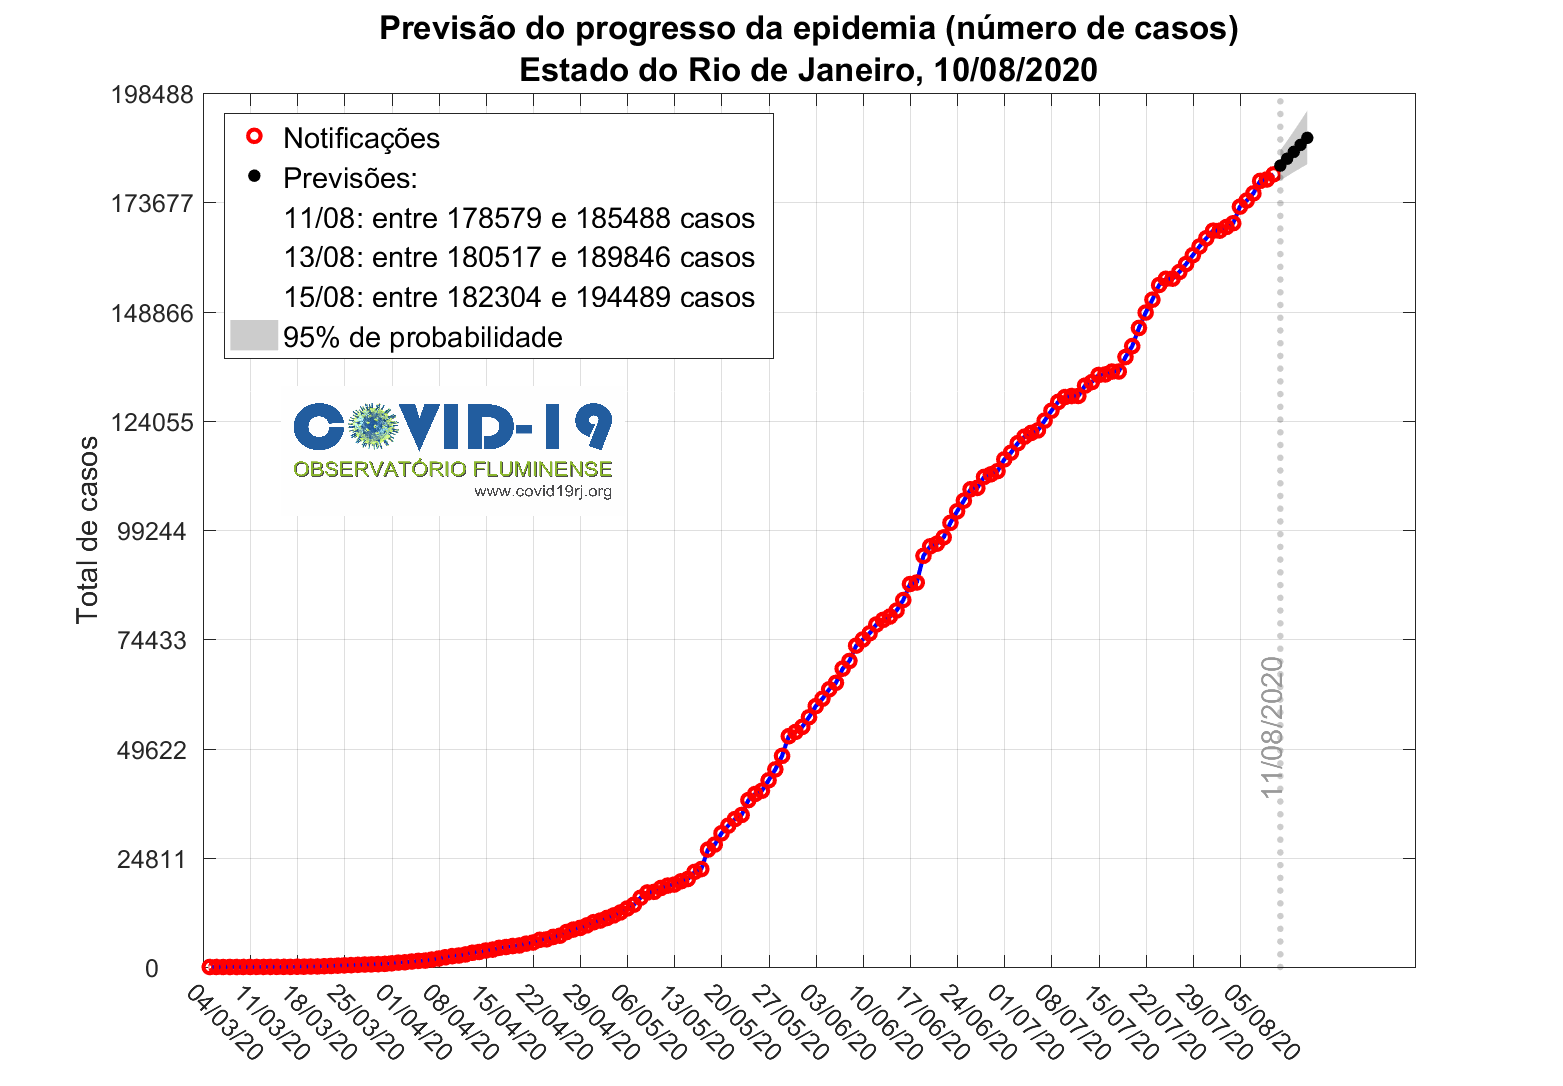 Previsão do progresso da epidemia (número de casos)
Estado do Rio de Janeiro, 10/08/2020
198488
173677
148866
124055
99244
74433
49622
24811
0
Total de casos
Notificações
Previsões:
11/08: entre 178579 e 185488 casos
13/08: entre 180517 e 189846 casos
15/08: entre 182304 e 194489 casos
95% de probabilidade
COVID-19
OBSERVATÓRIO FLUMINENSE
www.covid19rj.org
11/08/2020
04/03/20
11/03/20
18/03/20
25/03/20
01/04/20
08/04/20
15/04/20
22/04/20
29/04/20
06/05/20
13/05/20
20/05/20
27/05/20
03/06/20
10/06/20
17/06/20
24/06/20
01/07/20
08/07/20
15/07/20
22/07/20
29/07/20
05/08/20